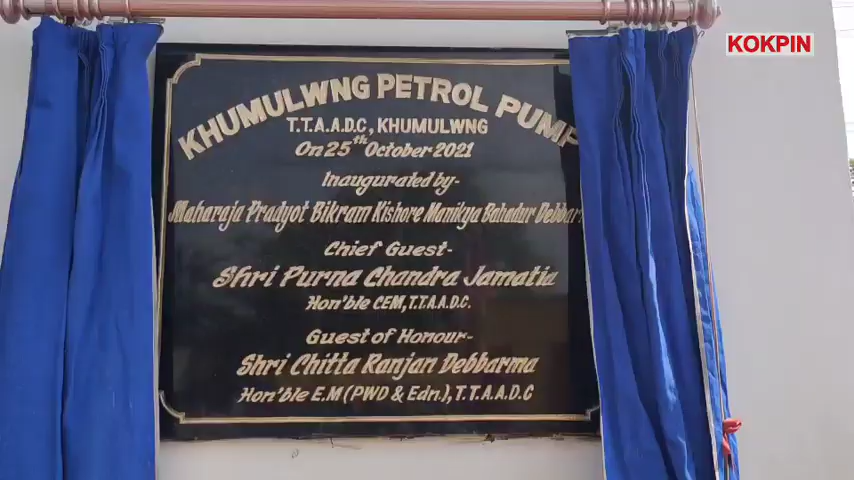 KOKPIN
KHUMULWNG PETROL PUMP
T.T.A.A.D.C, KHUMULWNG
On 25th October 2021
Inaugurated by-
Maharaja Pradyot Bikram Kishore Manikya Bahadur Debbar
Chief Guest-
Shri Purna Chandra Jamatia
Hon'ble CEM, T.T.A.A.D.C.
Guest of Honour-
Shri Chitta Ranjan Debbarma
Hon'ble E.M (PWD & Edn.), T.T.A.A.D.C